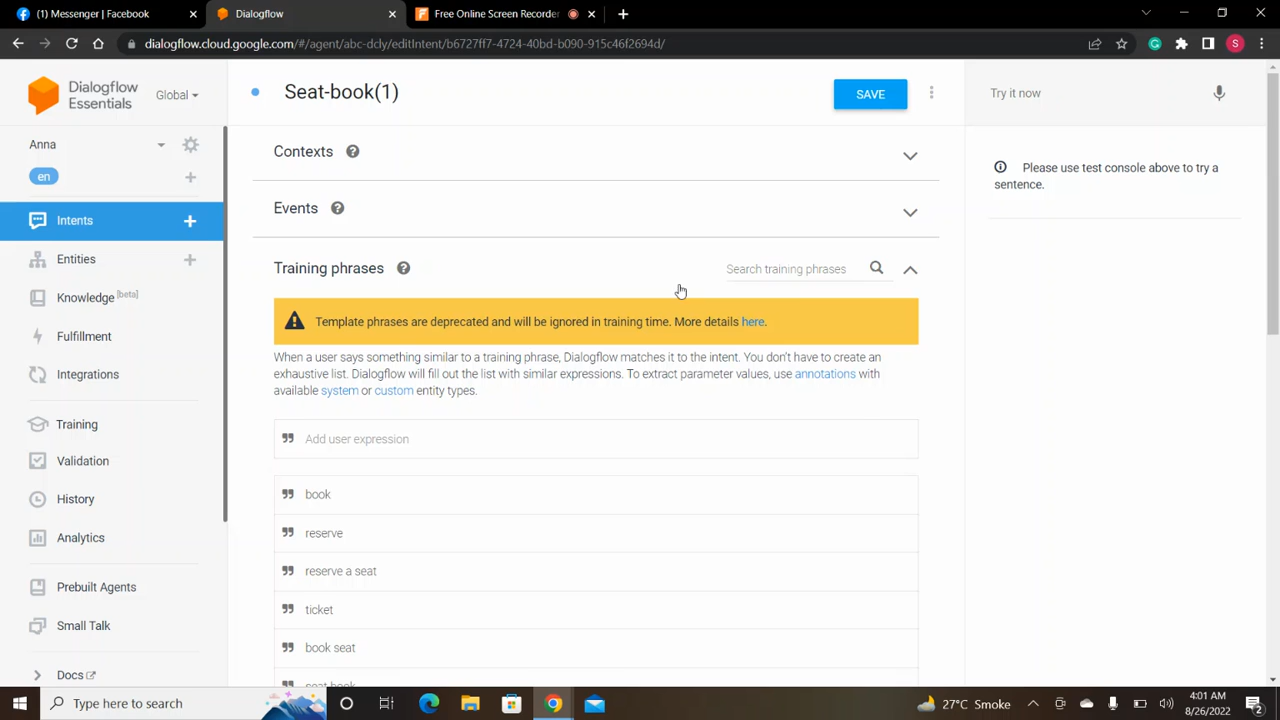 (1) Messenger | Facebook
Dialogflow
Free Online Screen Recorder
dialogflow.cloud.google.com/#/agent/abc-dcly/editIntent/b6727ff7-4724-40bd-b090-915c46f2694d/
S
Dialogflow
Essentials
Global
Seat-book(1)
SAVE
Try it now
Anna
en
Contexts
Please use test console above to try a
sentence.
Intents
Events
Entities
Training phrases
Search training phrases
Knowledge [beta]
Template phrases are deprecated and will be ignored in training time. More details here.
Fulfillment
When a user says something similar to a training phrase, Dialogflow matches it to the intent. You don't have to create an
exhaustive list. Dialogflow will fill out the list with similar expressions. To extract parameter values, use annotations with
available system or custom entity types.
Integrations
Training
Add user expression
Validation
book
History
reserve
Analytics
reserve a seat
Prebuilt Agents
ticket
Small Talk
book seat
Docs
seat book
Type here to search
27°C Smoke
4:01 AM
8/26/2022
2